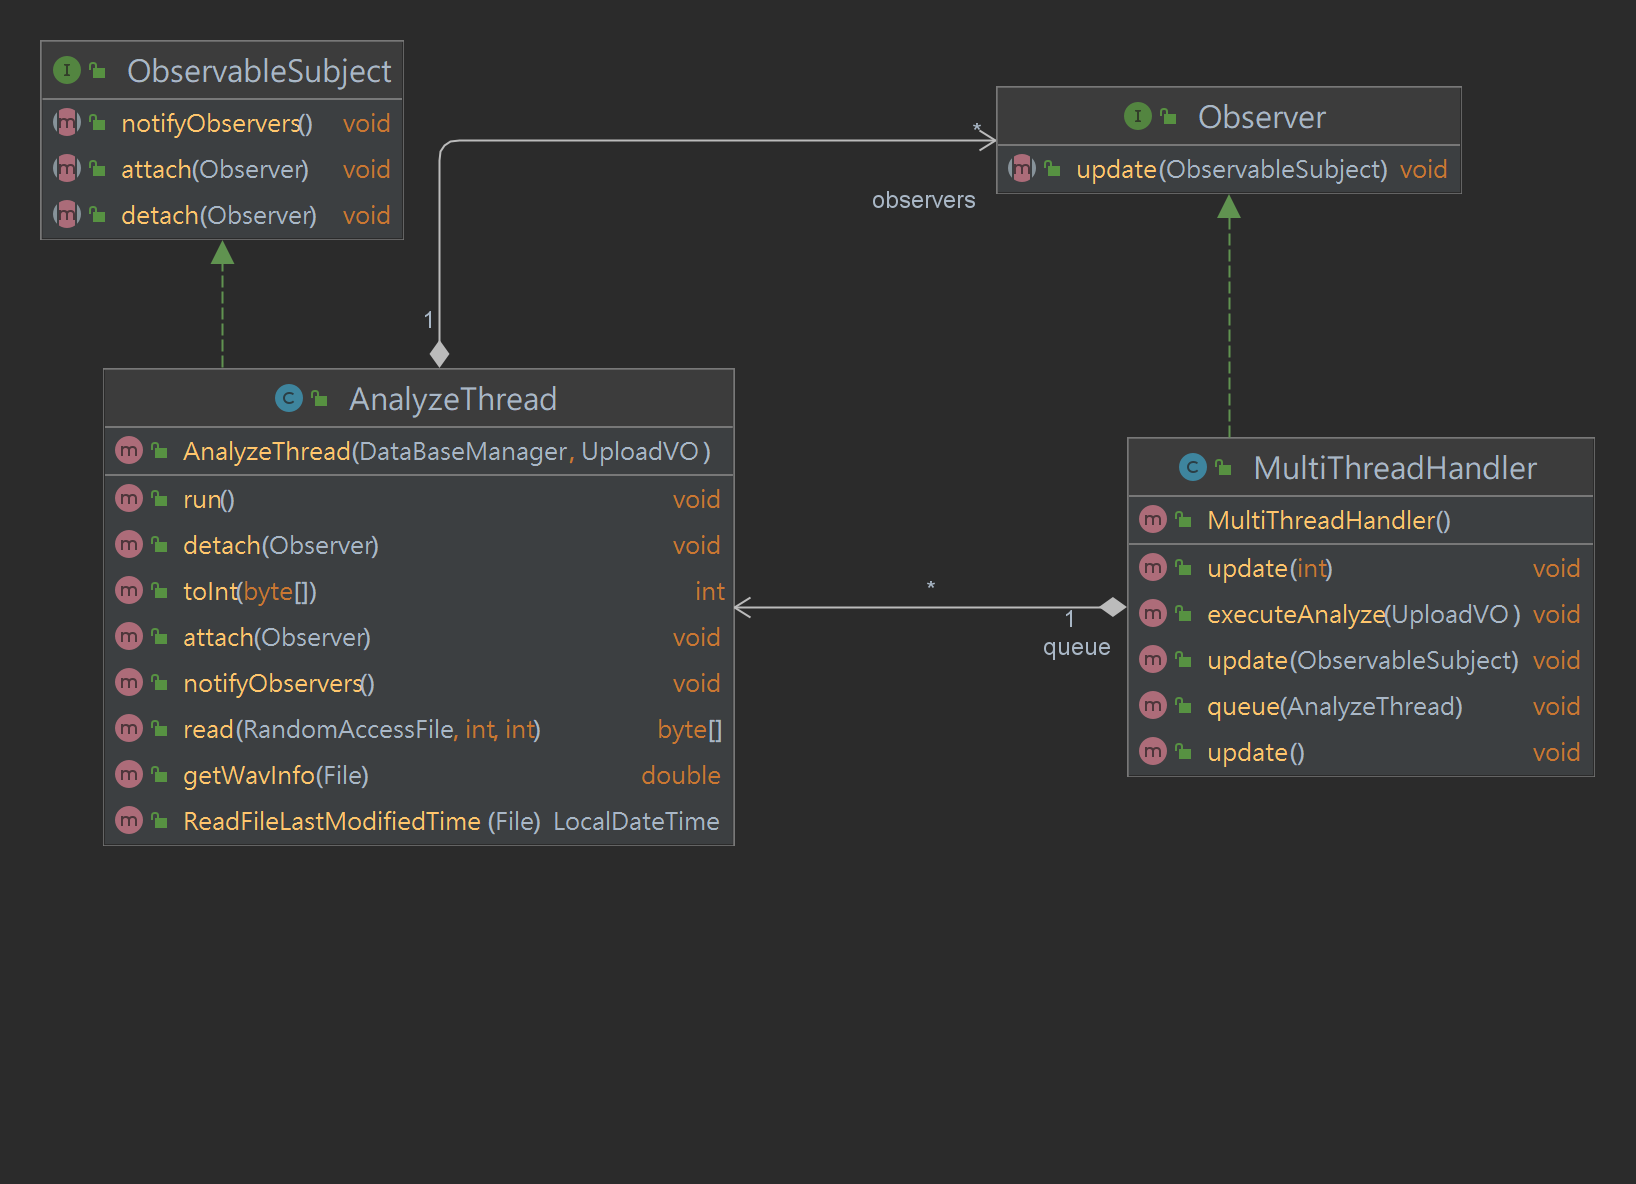 I ObservableSubject
m notifyObservers() void
m attach(Observer) void
m detach(Observer) void
I Observer
m update(ObservableSubject) void
*
observers
1
C AnalyzeThread
m AnalyzeThread(DataBaseManager, UploadVO)
m run() void
m detach(Observer) void
m toInt(byte[]) int
m attach(Observer) void
m notifyObservers() void
m read(RandomAccessFile, int, int) byte[]
m getWavInfo(File) double
m ReadFileLastModifiedTime (File) LocalDateTime
*
1
queue
C MultiThreadHandler
m MultiThreadHandler()
m update(int) void
m executeAnalyze(UploadVO) void
m update(ObservableSubject) void
m queue(AnalyzeThread) void
m update() void